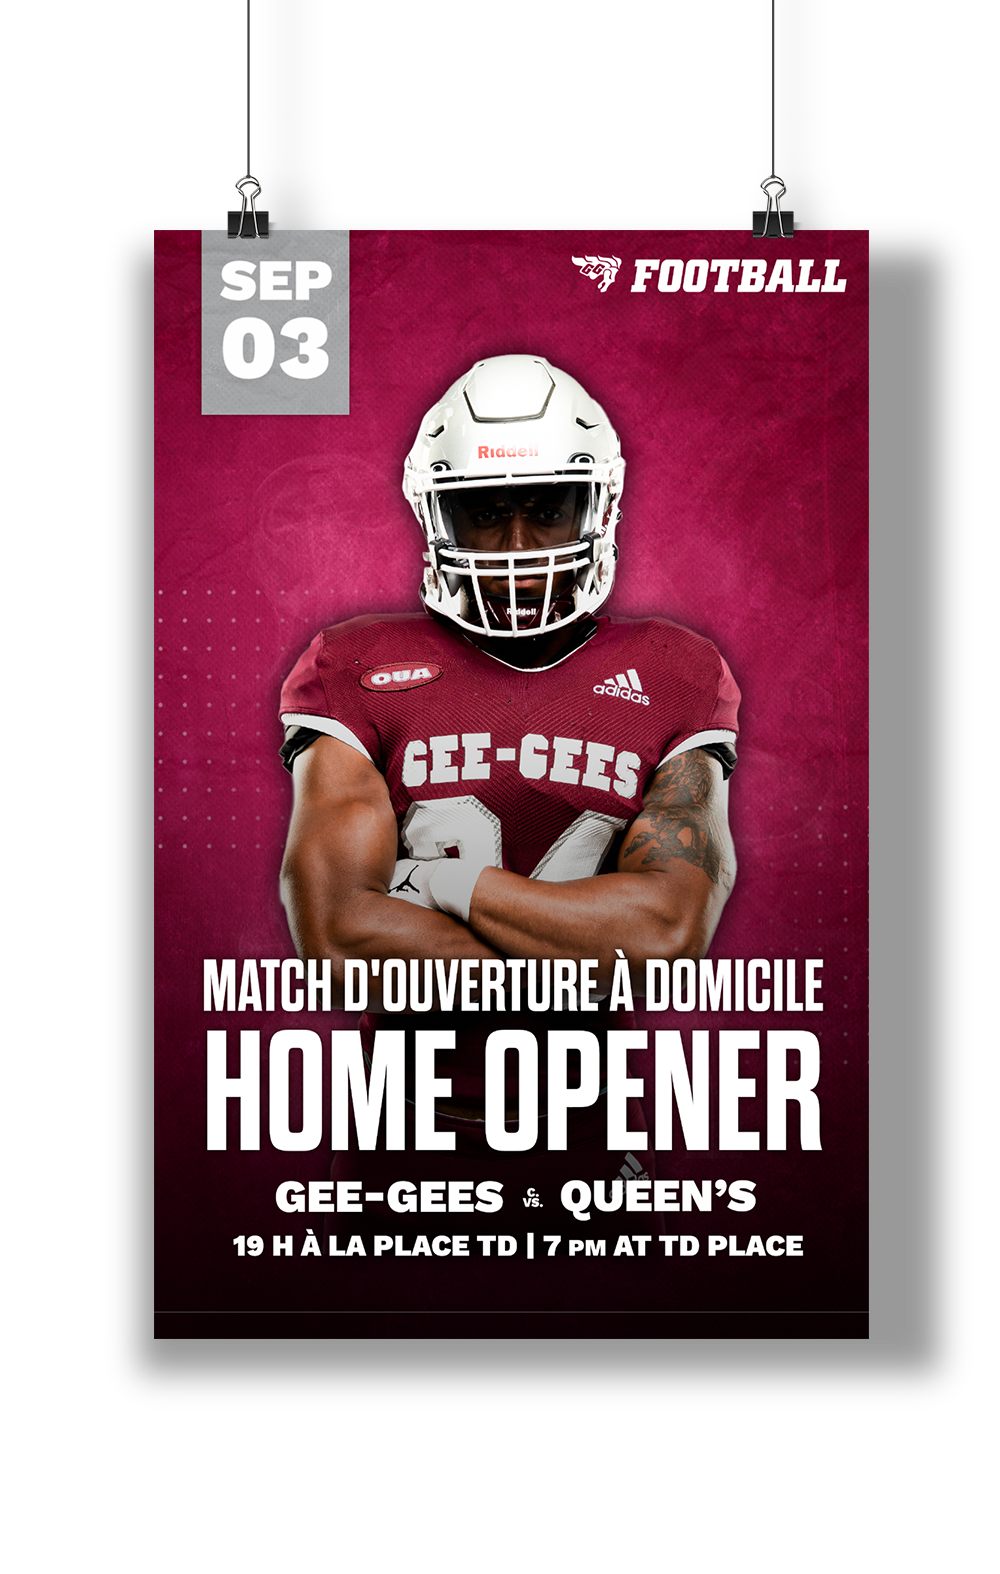 SEP
03
FOOTBALL
Riddell
Riddell
OUA
adidas
GEE-GEES
MATCH D'OUVERTURE À DOMICILE
HOME OPENER
adidas
GEE-GEES C. VS. QUEEN'S
19 H À LA PLACE TD | 7 PM AT TD PLACE